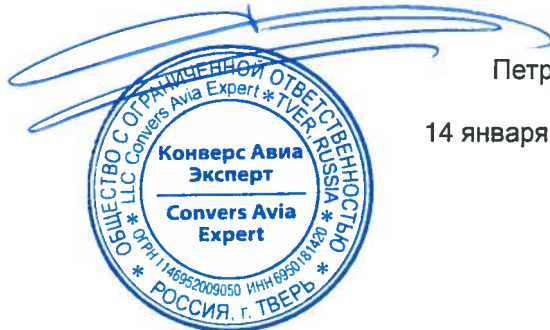 Петр
14 января
ОБЩЕСТВО С ОГРАНИЧЕННОЙ ОТВЕТСТВЕННОСТЬЮ
LLC Convers Avia Expert * TVER, RUSSIA
Конверс Авиа
Эксперт
Convers Avia
Expert
* ОГРН 1146952009050 ИНН 6950181420 *
* РОССИЯ, г. ТВЕРЬ *